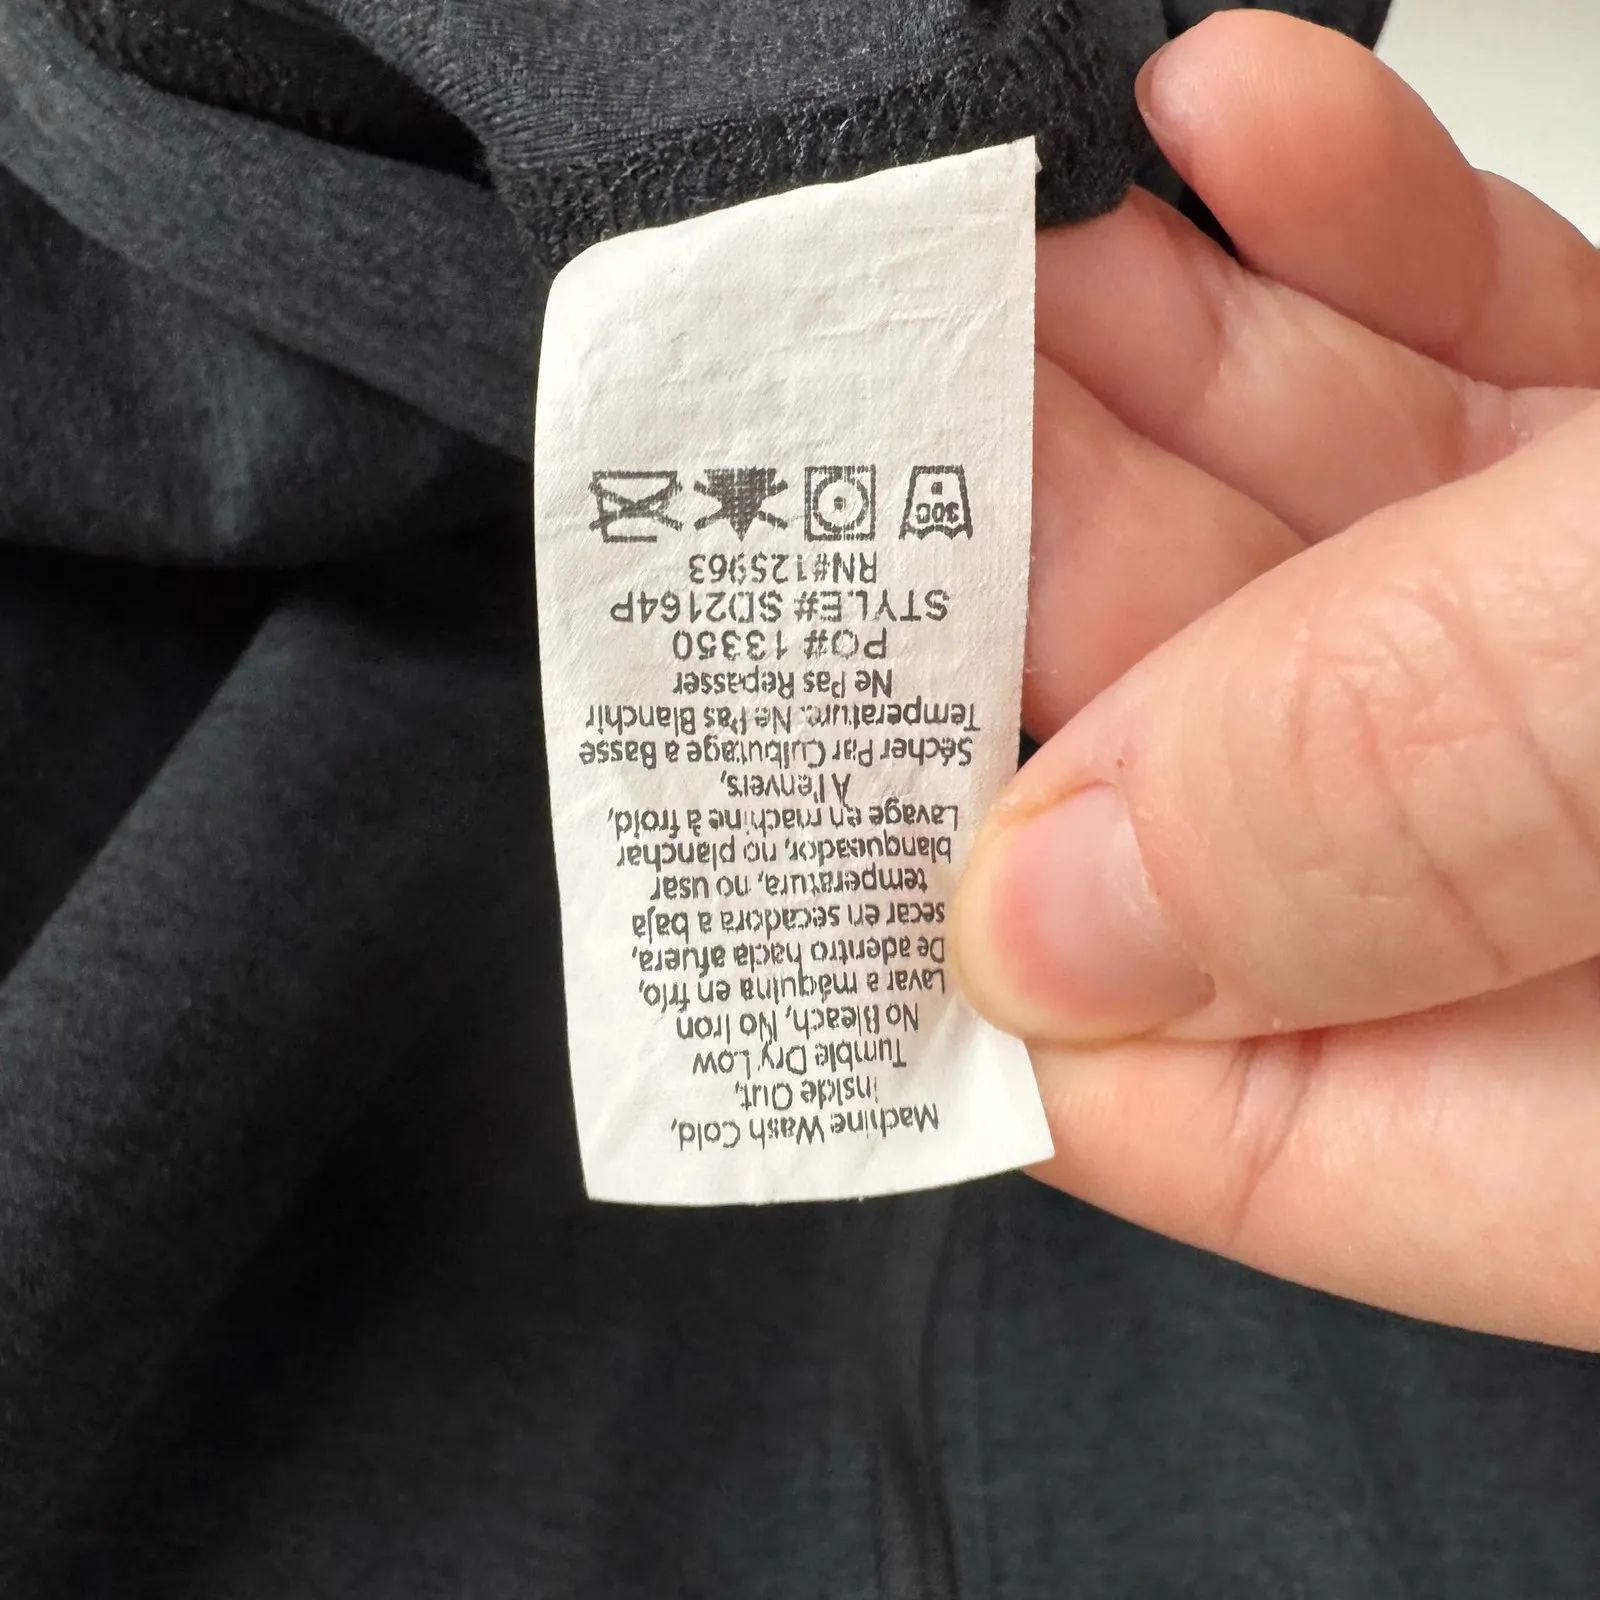 Machine Wash Cold,
Inside Out,
Tumble Dry Low
No Bleach, No Iron
Lavar a máquina en frío,
De adentro hacia afuera,
secar en secadora a baja
temperatura, no usar
blanqueador, no planchar
Lavage en machine à froid,
A l'envers,
Sécher Par Culbutage a Basse
Temperature. Ne Pas Blanchir
Ne Pas Repasser
PO# 13350
STYLE# SD2164P
RN#125963
30C